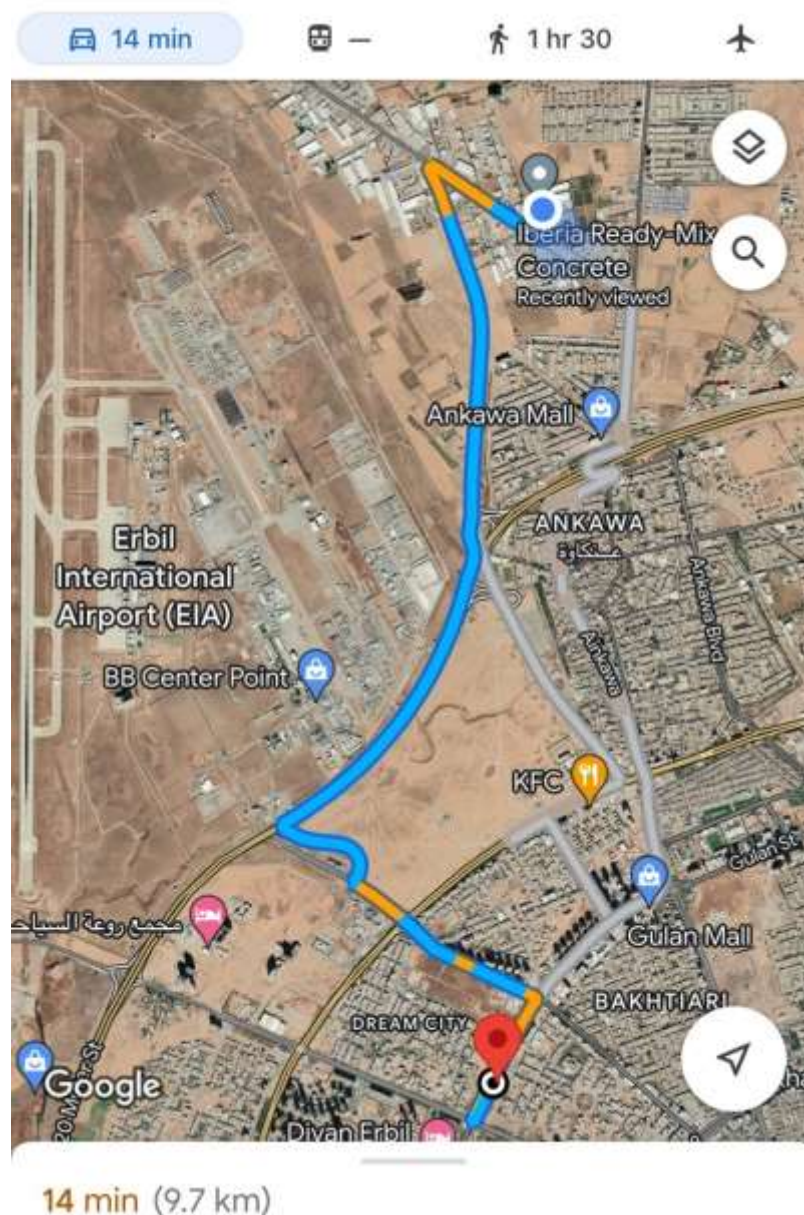 14 min
—
1 hr 30
Iberia Ready-Mix
Concrete
Recently viewed
Ankawa Mall
ANKAWA
عنكاوة
Erbil
International
Airport (EIA)
Ankawa Blvd
Ainkawa
BB Center Point
KFC
Gulan St
مجمع روعة السياح
Gulan Mall
BAKHTIARI
DREAM CITY
Google
Divan Erbil
14 min (9.7 km)